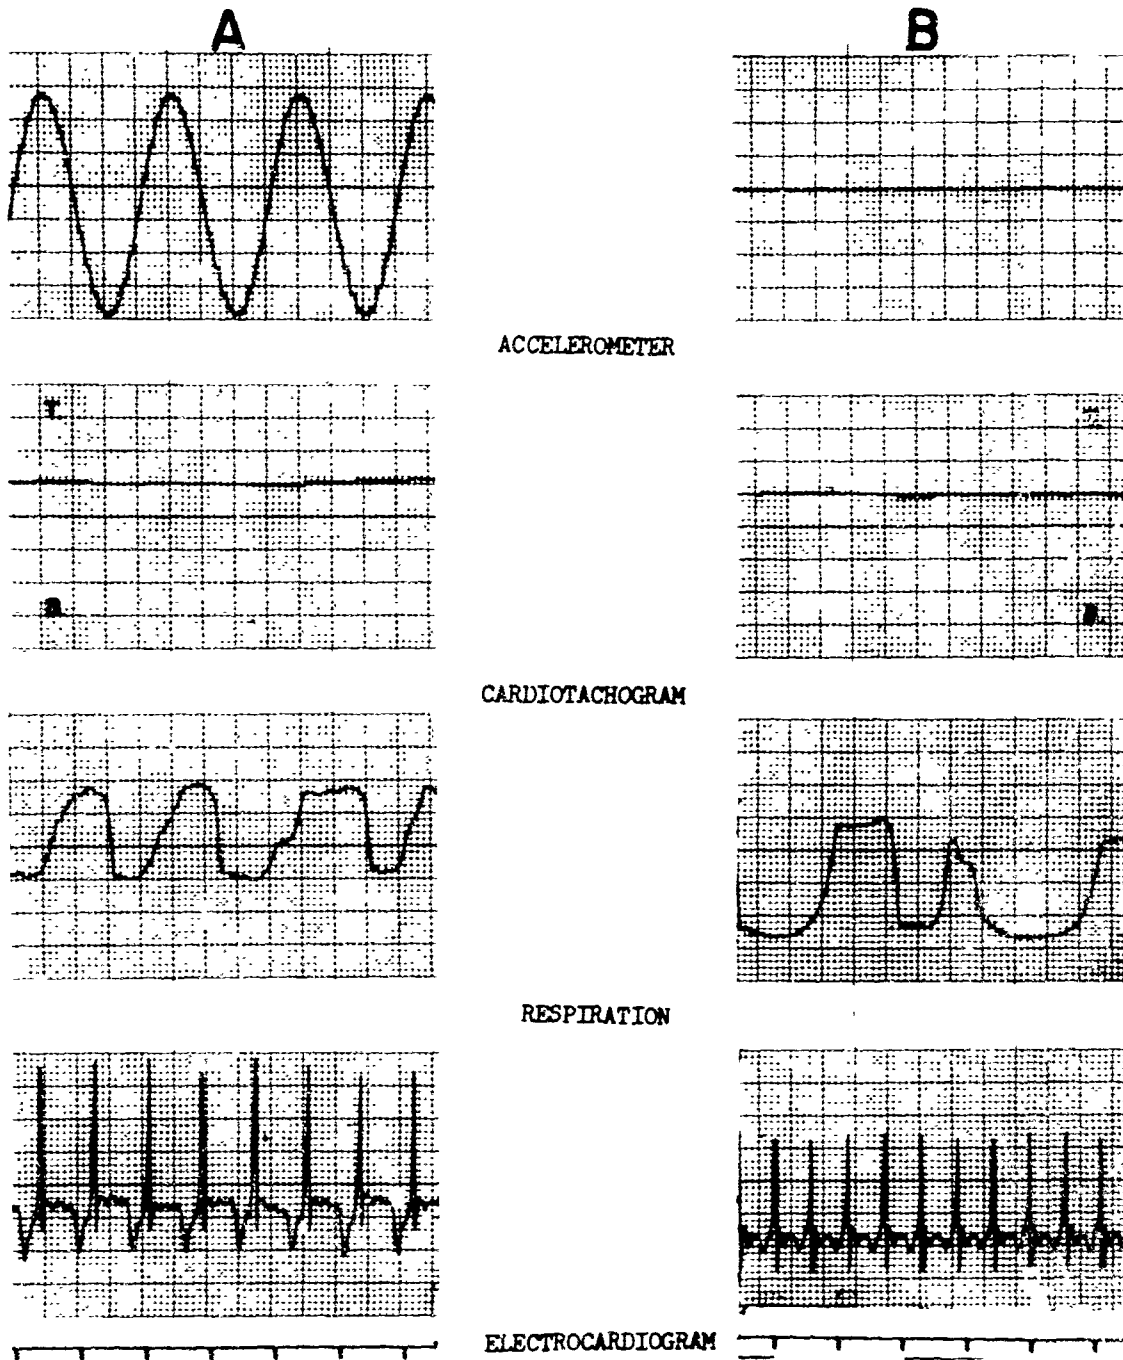 A B
ACCELEROMETER
T
CARDIOTACHOGRAM
RESPIRATION
ELECTROCARDIOGRAM